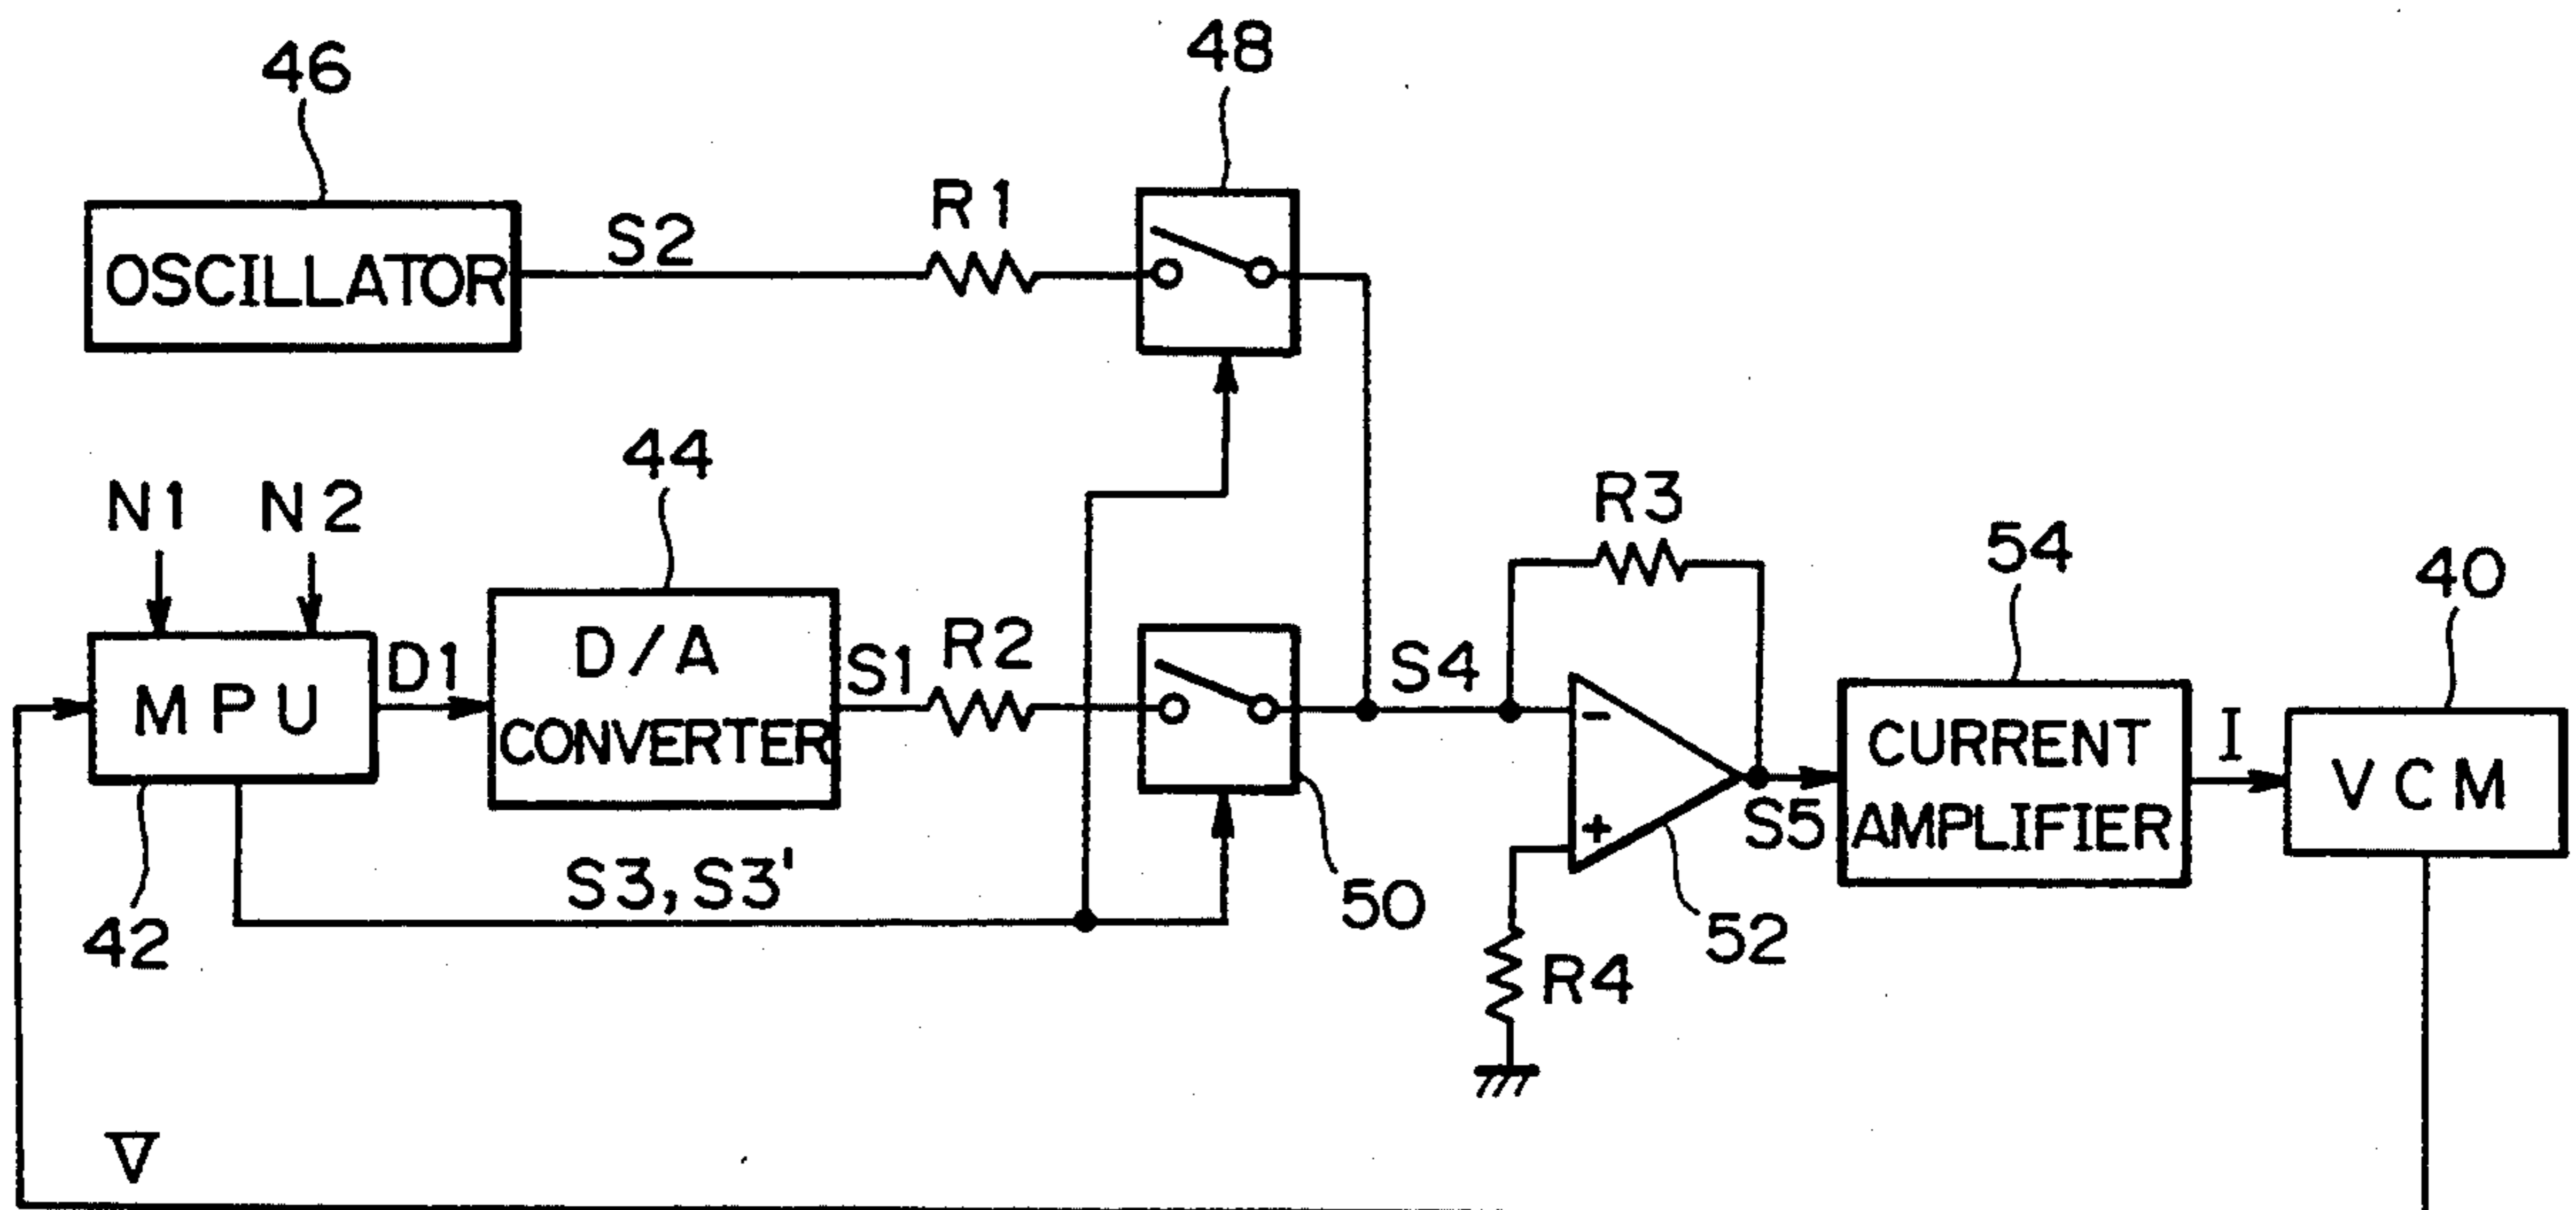 46
48
OSCILLATOR
S2
R1
N1
N2
44
MPU
D1
D/A
CONVERTER
S1
R2
42
S3, S3'
50
S4
R3
-
+
52
R4
S5
54
CURRENT
AMPLIFIER
I
40
VCM
V